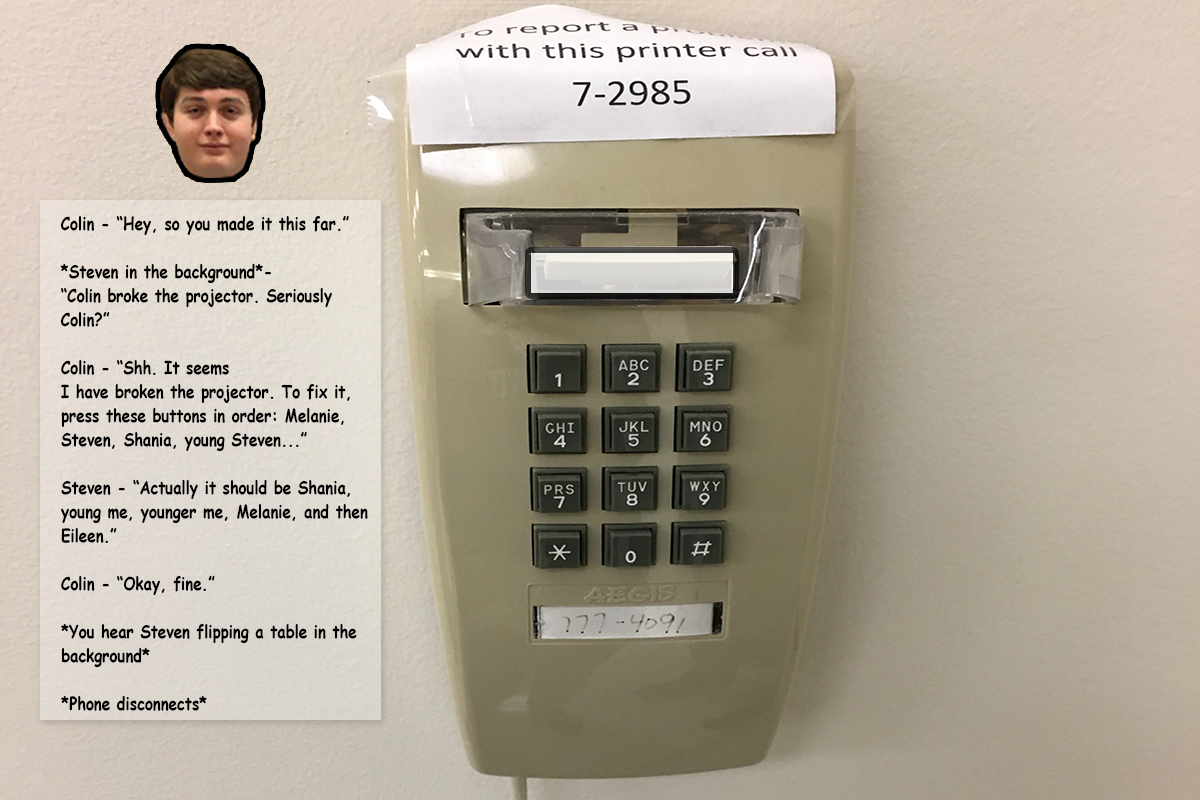 To report a problem
with this printer call
7-2985
Colin - “Hey, so you made it this far.”
*Steven in the background*-
“Colin broke the projector. Seriously
Colin?”
Colin - “Shh. It seems
I have broken the projector. To fix it,
press these buttons in order: Melanie,
Steven, Shania, young Steven...”
Steven - “Actually it should be Shania,
young me, younger me, Melanie, and then
Eileen.”
Colin - “Okay, fine.”
*You hear Steven flipping a table in the
background*
*Phone disconnects*
1 ABC 2 DEF 3
GHI 4 JKL 5 MNO 6
PRS 7 TUV 8 WXY 9
* 0 #
AEGIS
777-4091